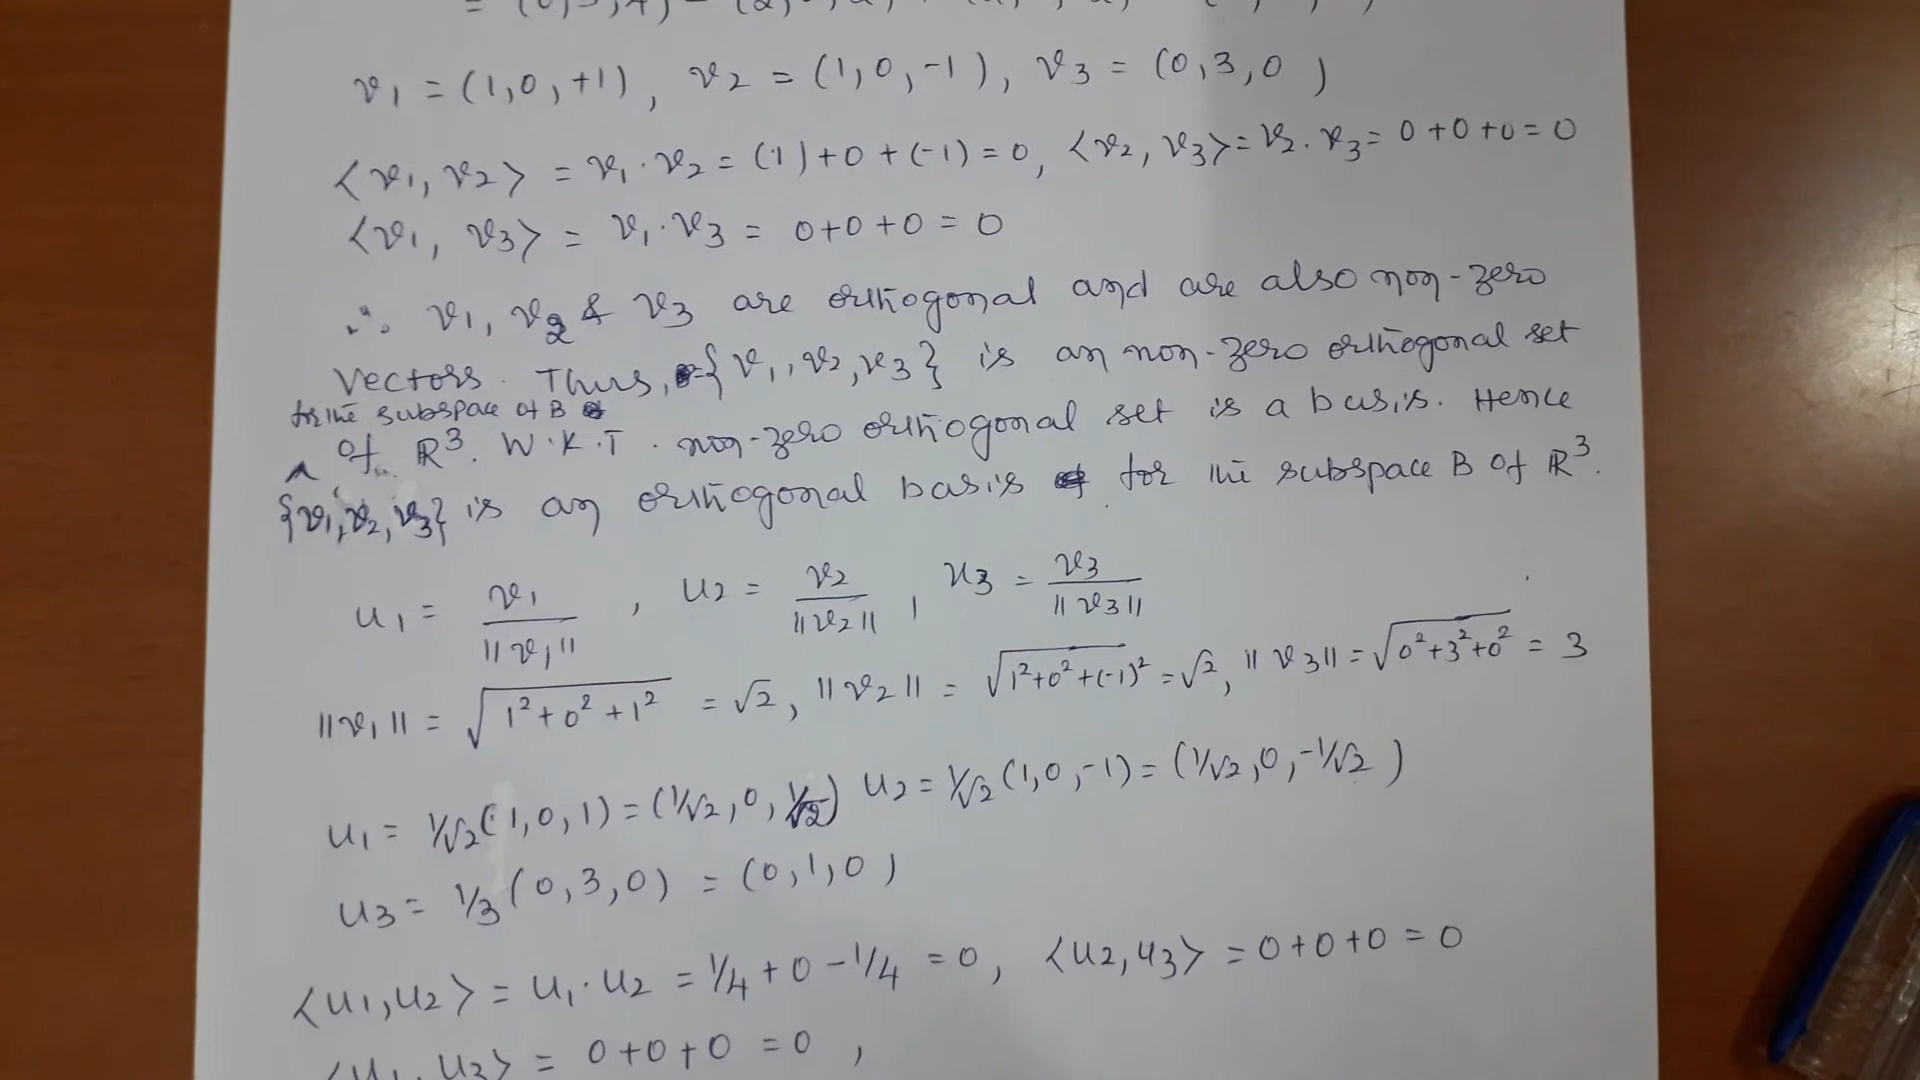 v1 = (1,0,+1), v2 = (1,0,-1), v3 = (0,3,0)
<v1, v2> = v1·v2 = (1)+0+(-1) = 0, <v2, v3> = v2·v3 = 0+0+0 = 0
<v1, v3> = v1·v3 = 0+0+0 = 0
∴ v1, v2 & v3 are orthogonal and are also non-zero
vectors. Thus, {v1, v2, v3} is an non-zero orthogonal set
for the subspace of B
of R³. W.K.T. non-zero orthogonal set is a basis. Hence
{v1, v2, v3} is an orthogonal basis for the subspace B of R³.
u1 = v1/||v1||, u2 = v2/||v2||, u3 = v3/||v3||
||v1|| = √(1²+0²+1²) = √2, ||v2|| = √(1²+0²+(-1)²) = √2, ||v3|| = √(0²+3²+0²) = 3
u1 = 1/√2(1,0,1) = (1/√2,0,1/√2) u2 = 1/√2(1,0,-1) = (1/√2,0,-1/√2)
u3 = 1/3(0,3,0) = (0,1,0)
<u1,u2> = u1·u2 = 1/4+0-1/4 = 0, <u2,u3> = 0+0+0 = 0
<u1, u3> = 0+0+0 = 0,